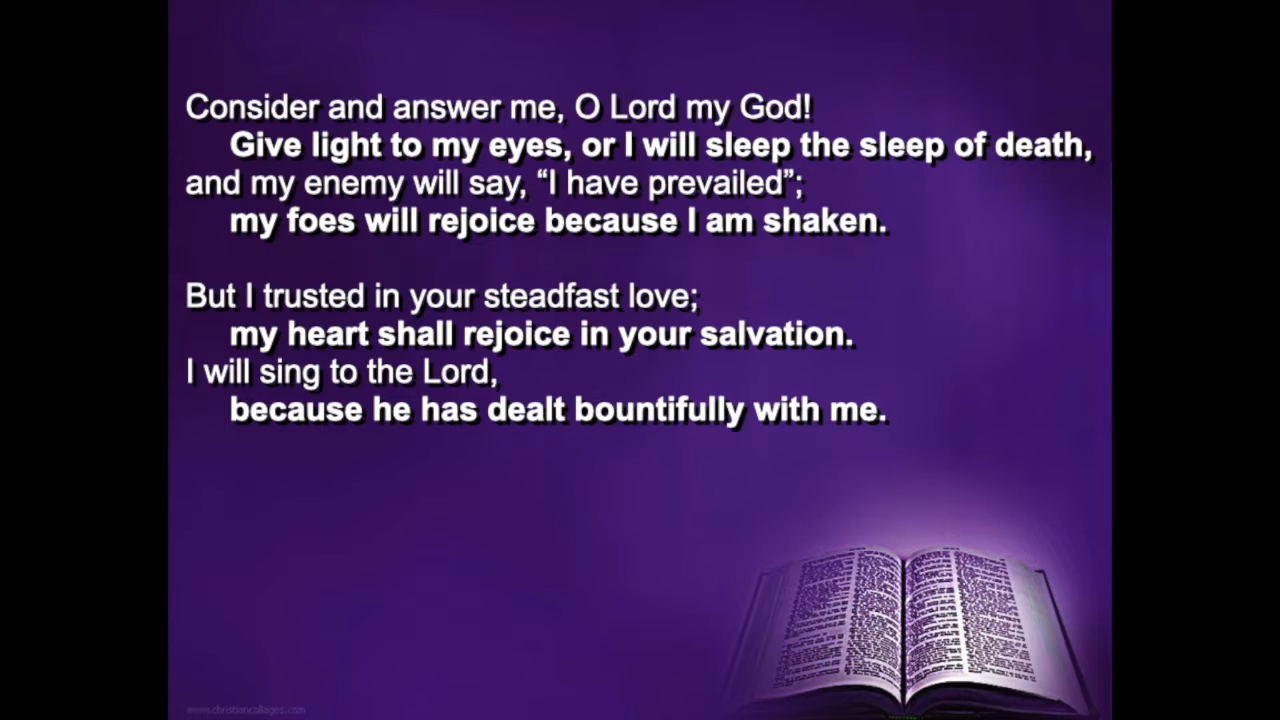 Consider and answer me, O Lord my God!
Give light to my eyes, or I will sleep the sleep of death,
and my enemy will say, “I have prevailed”;
my foes will rejoice because I am shaken.
But I trusted in your steadfast love;
my heart shall rejoice in your salvation.
I will sing to the Lord,
because he has dealt bountifully with me.
www.christiancollages.com